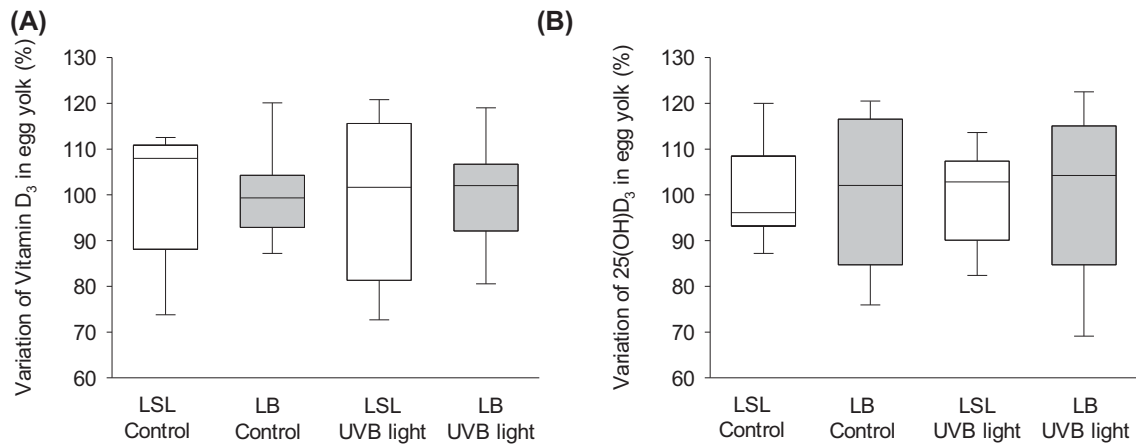 (A)
Variation of Vitamin D3 in egg yolk (%)
130
120
110
100
90
80
70
60
LSL
Control
LB
Control
LSL
UVB light
LB
UVB light
(B)
Variation of 25(OH)D3 in egg yolk (%)
130
120
110
100
90
80
70
60
LSL
Control
LB
Control
LSL
UVB light
LB
UVB light